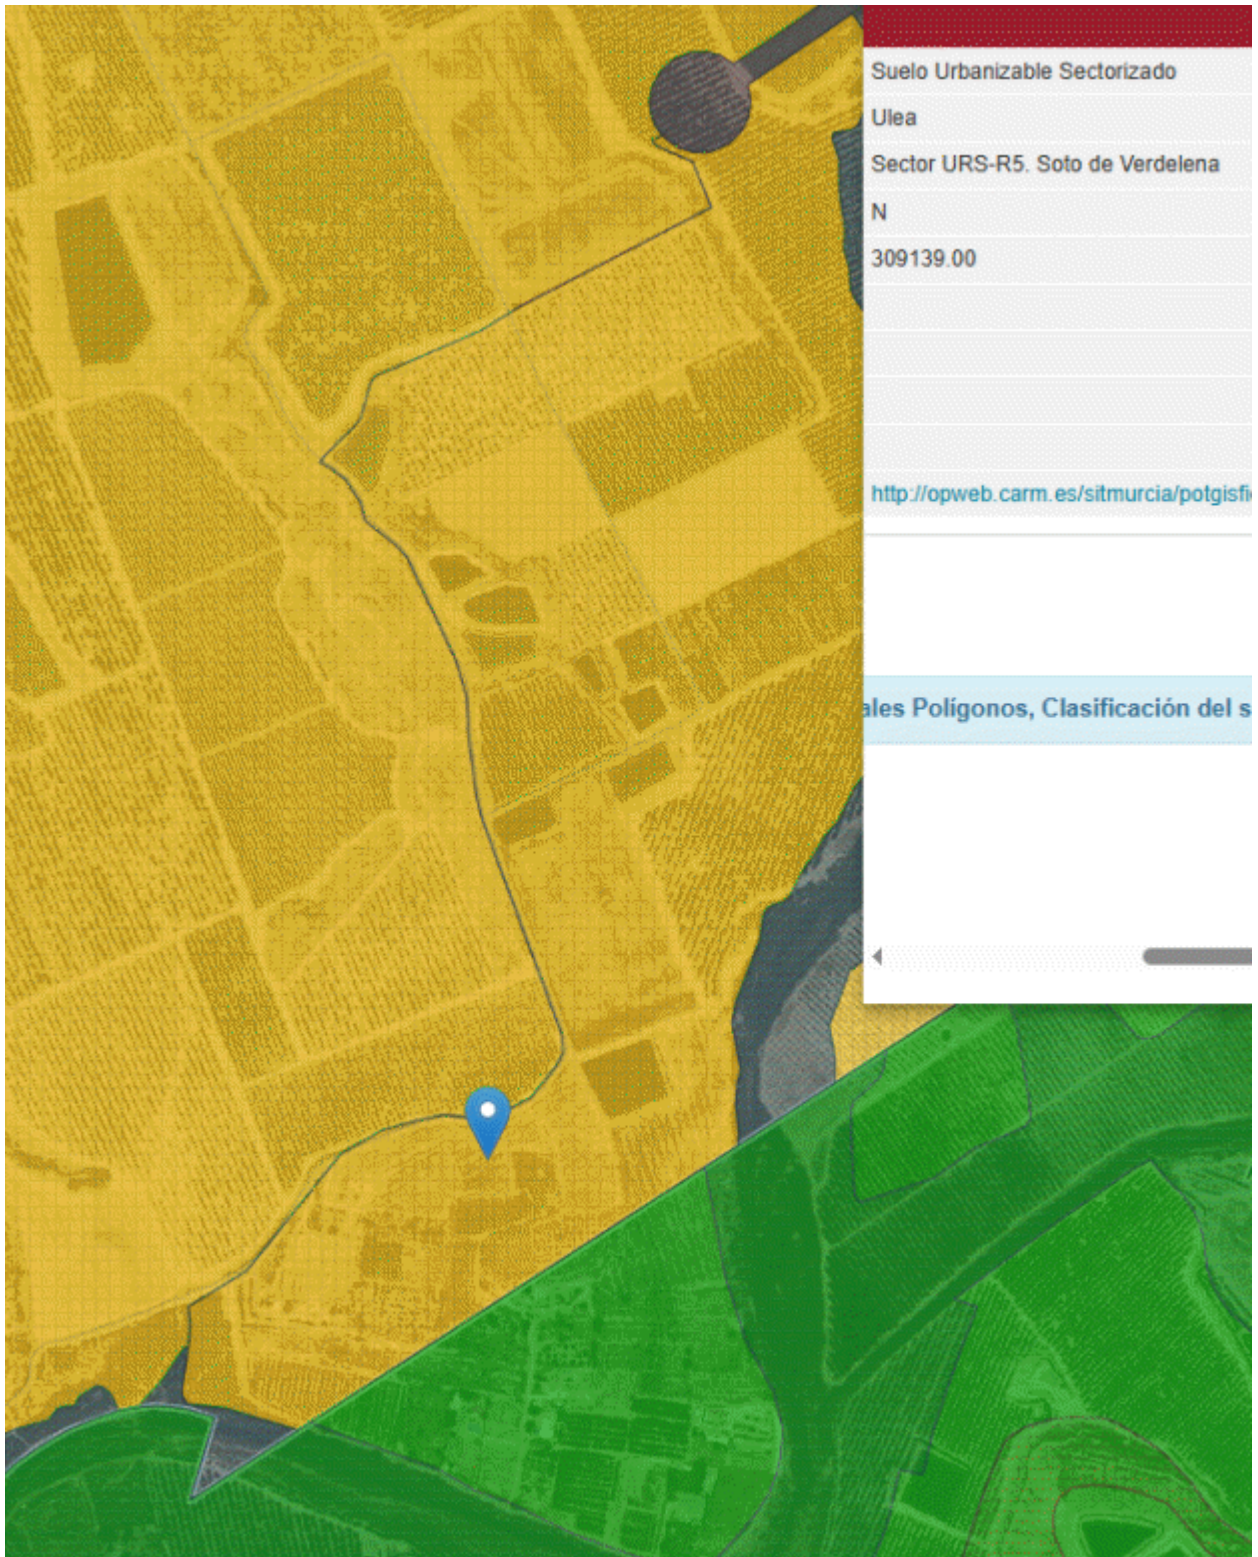 Suelo Urbanizable Sectorizado
Ulea
Sector URS-R5. Soto de Verdelena
N
309139.00
http://opweb.carm.es/sitmurcia/potgisfi
ales Polígonos, Clasificación del s